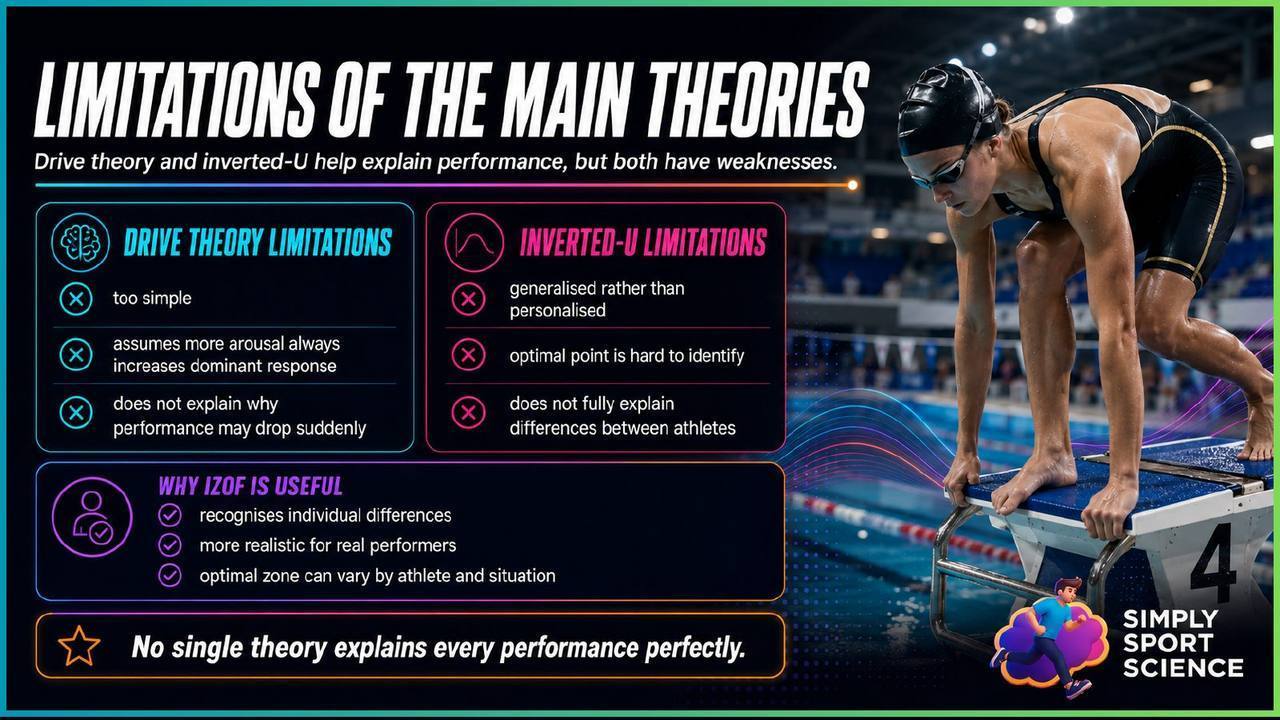 LIMITATIONS OF THE MAIN THEORIES
Drive theory and inverted-U help explain performance, but both have weaknesses.
DRIVE THEORY LIMITATIONS
too simple
assumes more arousal always
increases dominant response
does not explain why
performance may drop suddenly
INVERTED-U LIMITATIONS
generalised rather than
personalised
optimal point is hard to identify
does not fully explain
differences between athletes
WHY IZOF IS USEFUL
recognises individual differences
more realistic for real performers
optimal zone can vary by athlete and situation
No single theory explains every performance perfectly.
4
SIMPLY
SPORT
SCIENCE